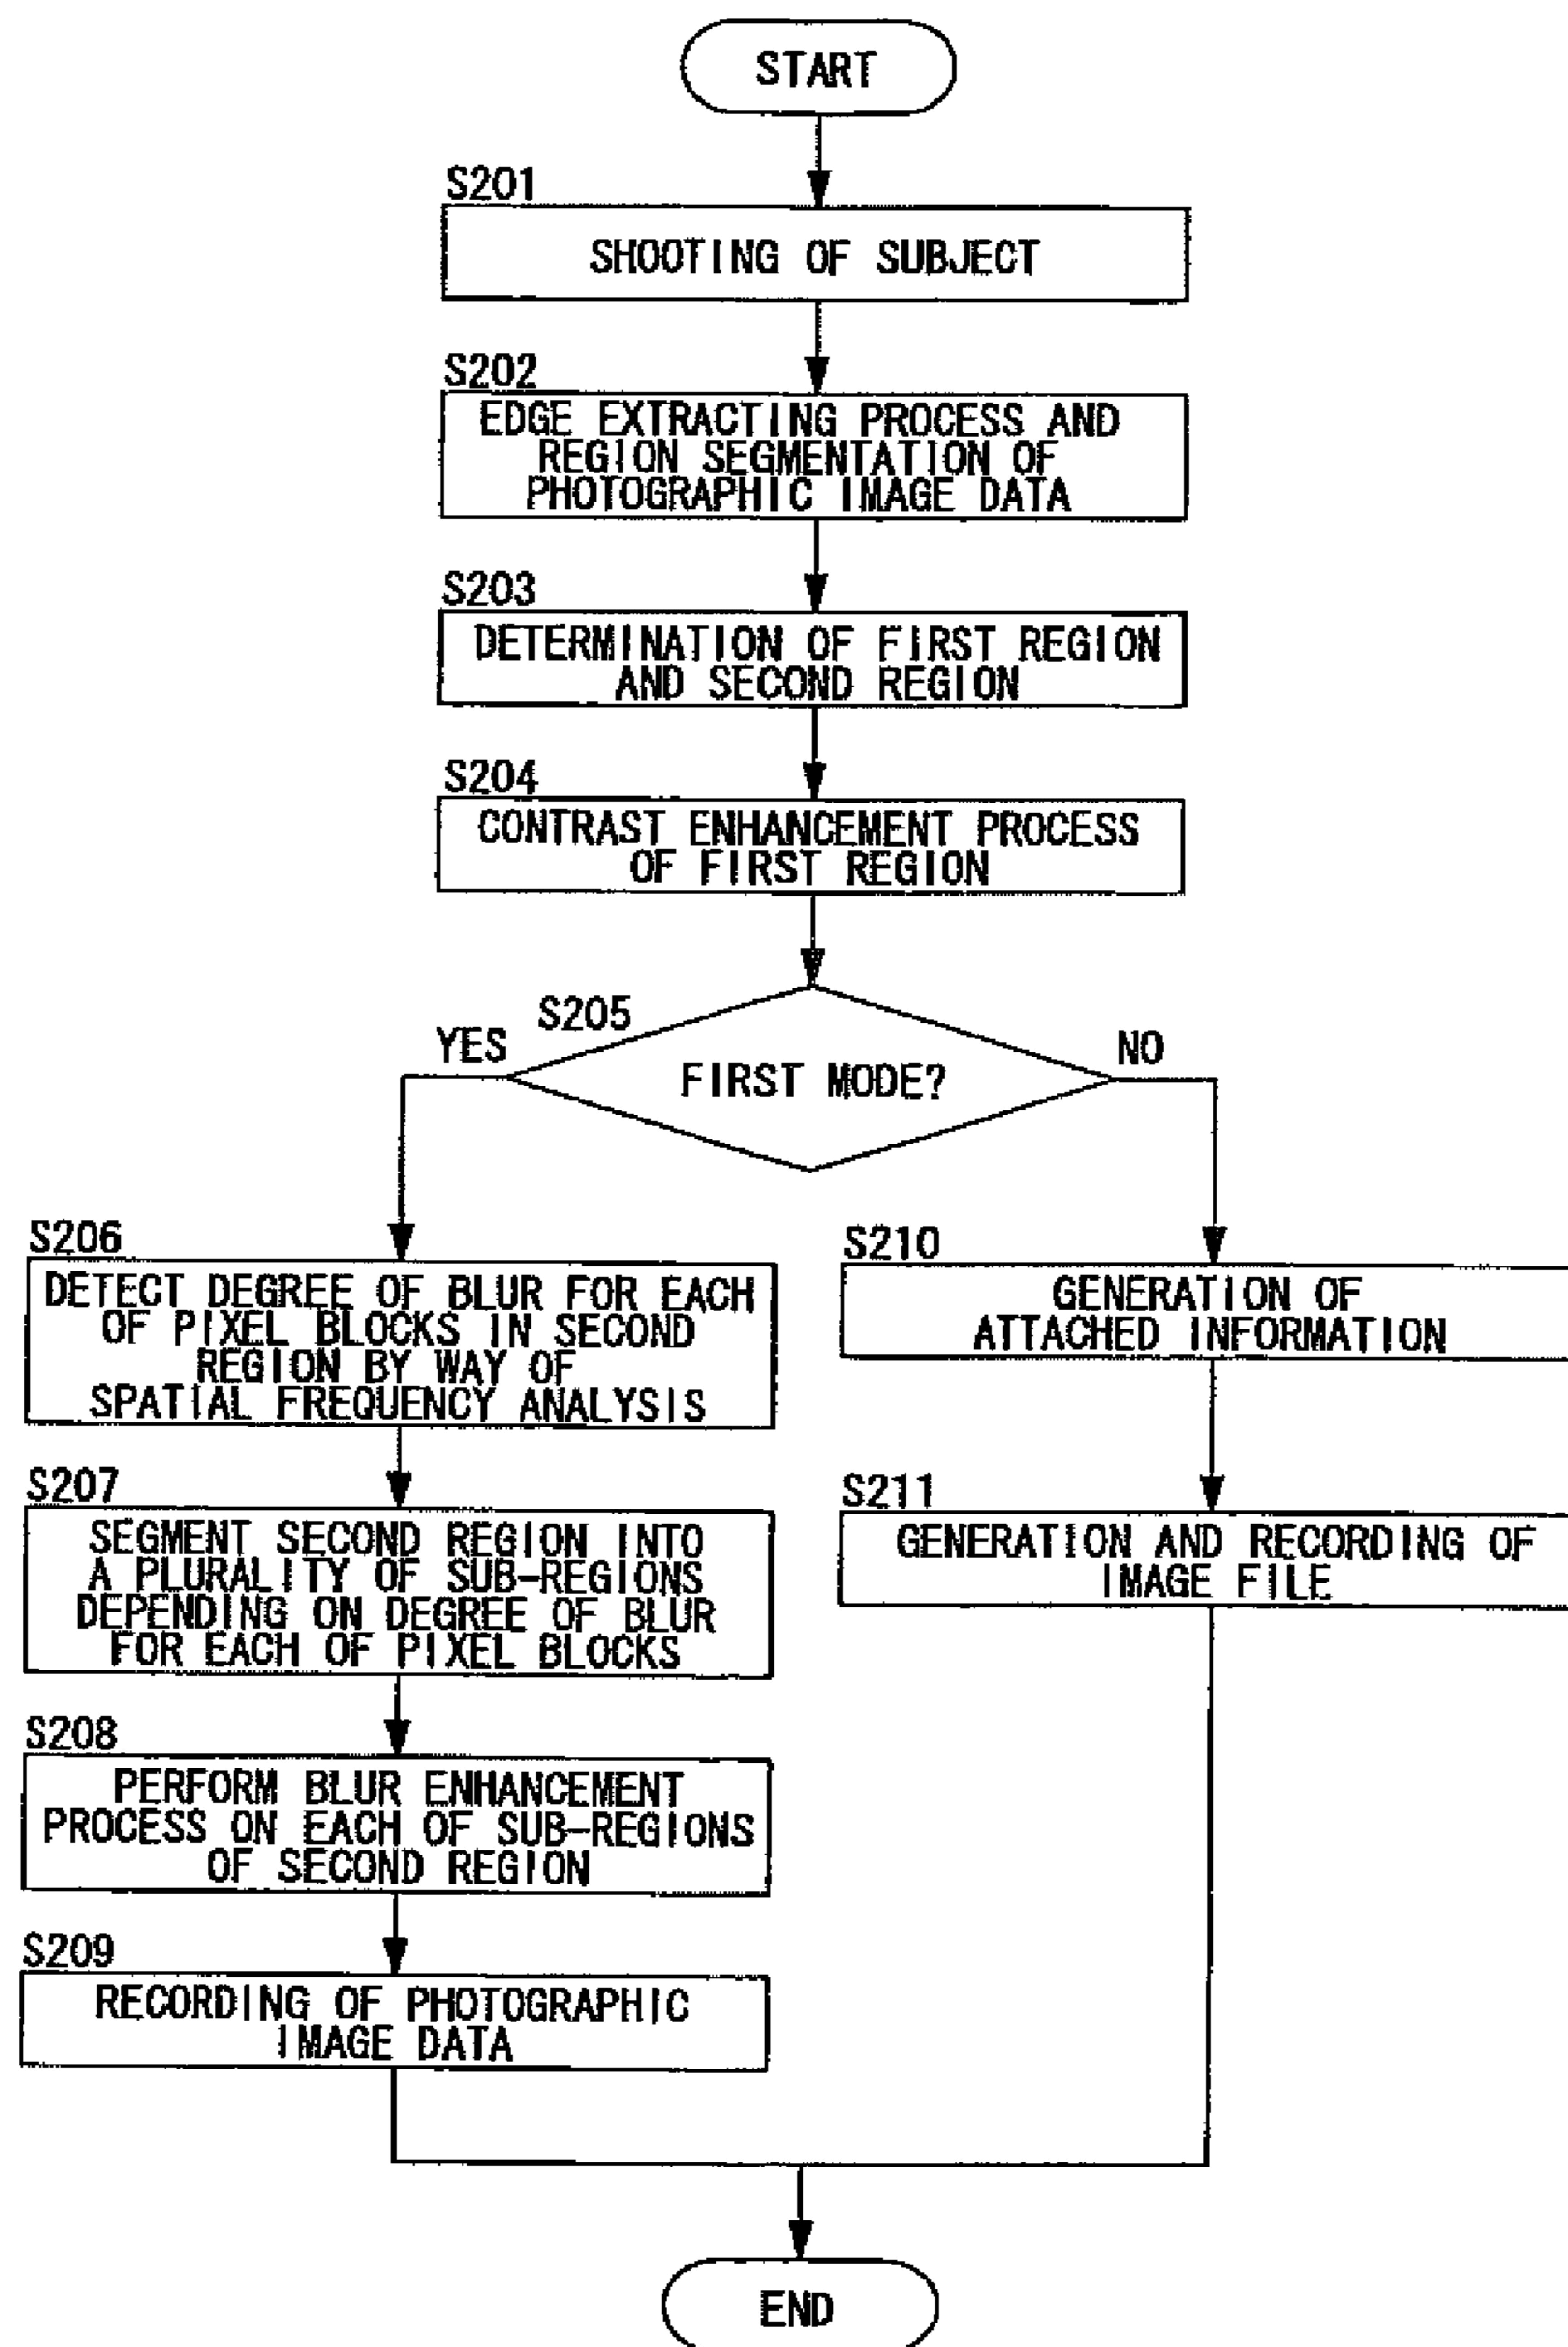 START
S201
SHOOTING OF SUBJECT
S202
EDGE EXTRACTING PROCESS AND
REGION SEGMENTATION OF
PHOTOGRAPHIC IMAGE DATA
S203
DETERMINATION OF FIRST REGION
AND SECOND REGION
S204
CONTRAST ENHANCEMENT PROCESS
OF FIRST REGION
S205
FIRST MODE?
YES
NO
S206
DETECT DEGREE OF BLUR FOR EACH
OF PIXEL BLOCKS IN SECOND
REGION BY WAY OF
SPATIAL FREQUENCY ANALYSIS
S207
SEGMENT SECOND REGION INTO
A PLURALITY OF SUB-REGIONS
DEPENDING ON DEGREE OF BLUR
FOR EACH OF PIXEL BLOCKS
S208
PERFORM BLUR ENHANCEMENT
PROCESS ON EACH OF SUB-REGIONS
OF SECOND REGION
S209
RECORDING OF PHOTOGRAPHIC
IMAGE DATA
S210
GENERATION OF
ATTACHED INFORMATION
S211
GENERATION AND RECORDING OF
IMAGE FILE
END